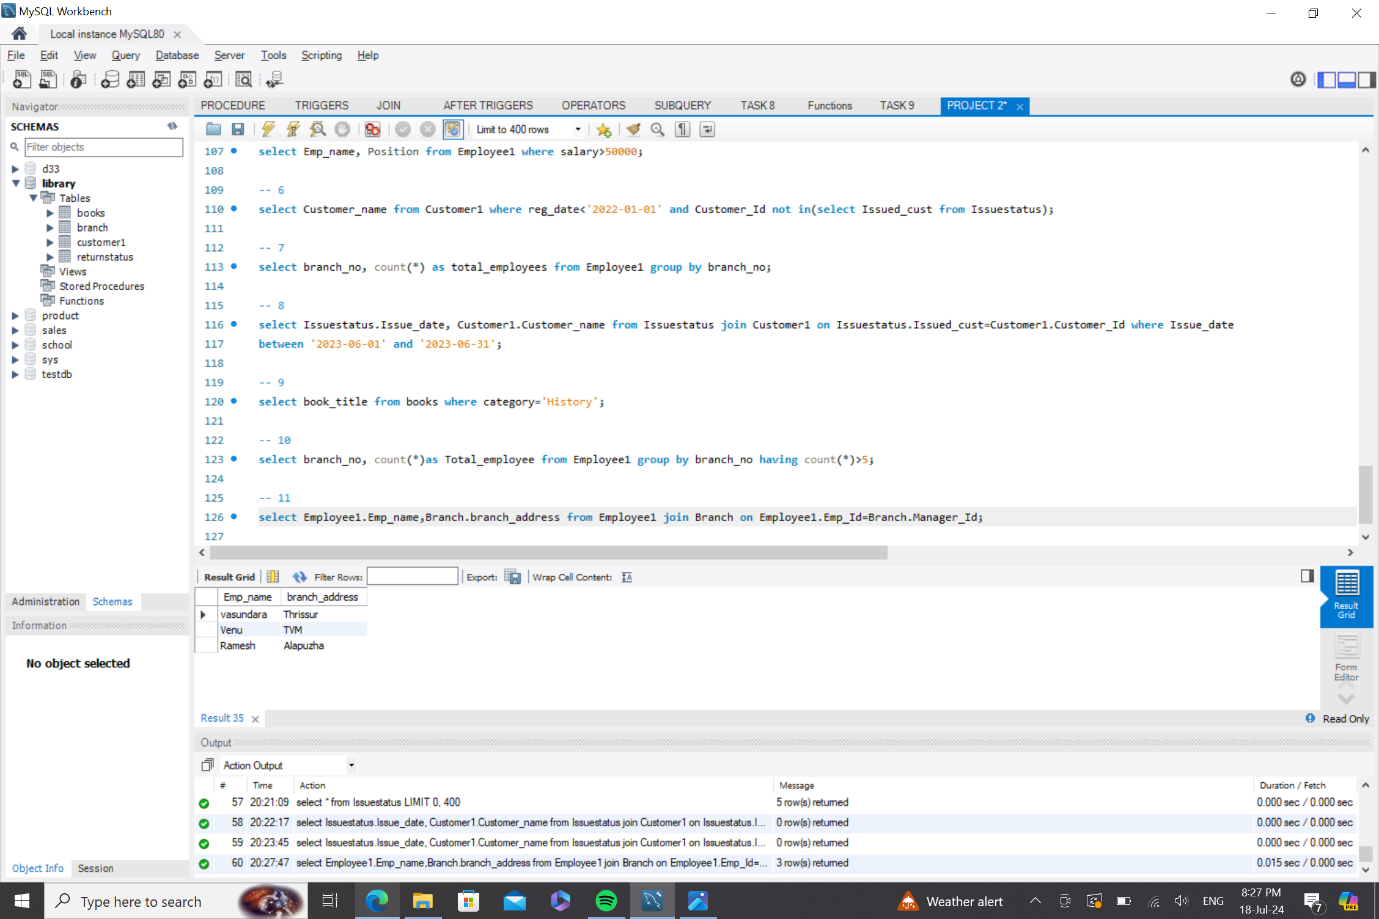 MySQL Workbench
Local instance MySQL80
File Edit View Query Database Server Tools Scripting Help
Navigator
PROCEDURE TRIGGERS JOIN AFTER TRIGGERS OPERATORS SUBQUERY TASK 8 Functions TASK 9 PROJECT 2*
SCHEMAS
Limit to 400 rows
Filter objects
d33
library
Tables
books
branch
customer1
returnstatus
Views
Stored Procedures
Functions
product
sales
school
sys
testdb
107 select Emp_name, Position from Employee1 where salary>50000;
108
109 -- 6
110 select Customer_name from Customer1 where reg_date<'2022-01-01' and Customer_Id not in(select Issued_cust from Issuestatus);
111
112 -- 7
113 select branch_no, count(*) as total_employees from Employee1 group by branch_no;
114
115 -- 8
116 select Issuestatus.Issue_date, Customer1.Customer_name from Issuestatus join Customer1 on Issuestatus.Issued_cust=Customer1.Customer_Id where Issue_date
117 between '2023-06-01' and '2023-06-31';
118
119 -- 9
120 select book_title from books where category='History';
121
122 -- 10
123 select branch_no, count(*)as Total_employee from Employee1 group by branch_no having count(*)>5;
124
125 -- 11
126 select Employee1.Emp_name,Branch.branch_address from Employee1 join Branch on Employee1.Emp_Id=Branch.Manager_Id;
127
Result Grid Filter Rows: Export: Wrap Cell Content:
Emp_name branch_address
vasundara Thrissur
Venu TVM
Ramesh Alapuzha
Result Grid
Form Editor
Administration Schemas
Information
No object selected
Result 35
Read Only
Output
Action Output
# Time Action Message Duration / Fetch
57 20:21:09 select * from Issuestatus LIMIT 0, 400 5 row(s) returned 0.000 sec / 0.000 sec
58 20:22:17 select Issuestatus.Issue_date, Customer1.Customer_name from Issuestatus join Customer1 on Issuestatus.I... 0 row(s) returned 0.000 sec / 0.000 sec
59 20:23:45 select Issuestatus.Issue_date, Customer1.Customer_name from Issuestatus join Customer1 on Issuestatus.I... 0 row(s) returned 0.000 sec / 0.000 sec
60 20:27:47 select Employee1.Emp_name,Branch.branch_address from Employee1 join Branch on Employee1.Emp_Id=... 3 row(s) returned 0.015 sec / 0.000 sec
Object Info Session
Type here to search
Weather alert
ENG
8:27 PM
18-Jul-24
7
PRE